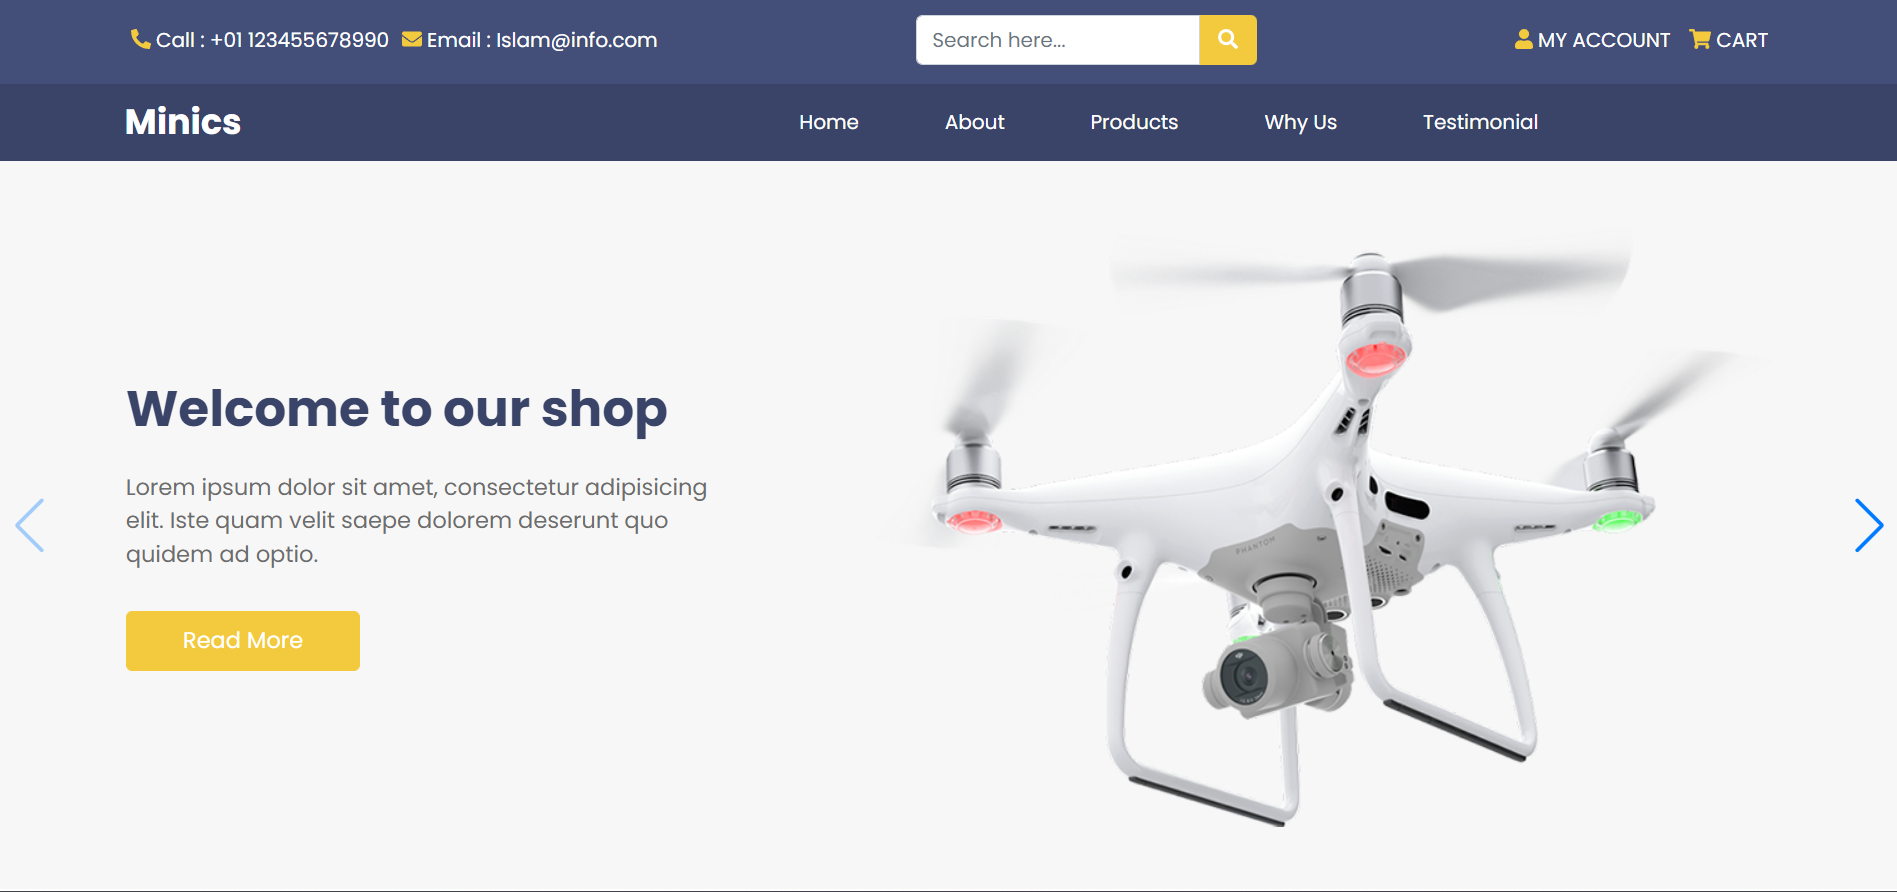 Call : +01 123455678990 Email : Islam@info.com
Search here...
MY ACCOUNT CART
Minics
Home About Products Why Us Testimonial
Welcome to our shop
Lorem ipsum dolor sit amet, consectetur adipisicing
elit. Iste quam velit saepe dolorem deserunt quo
quidem ad optio.
Read More
PHANTOM